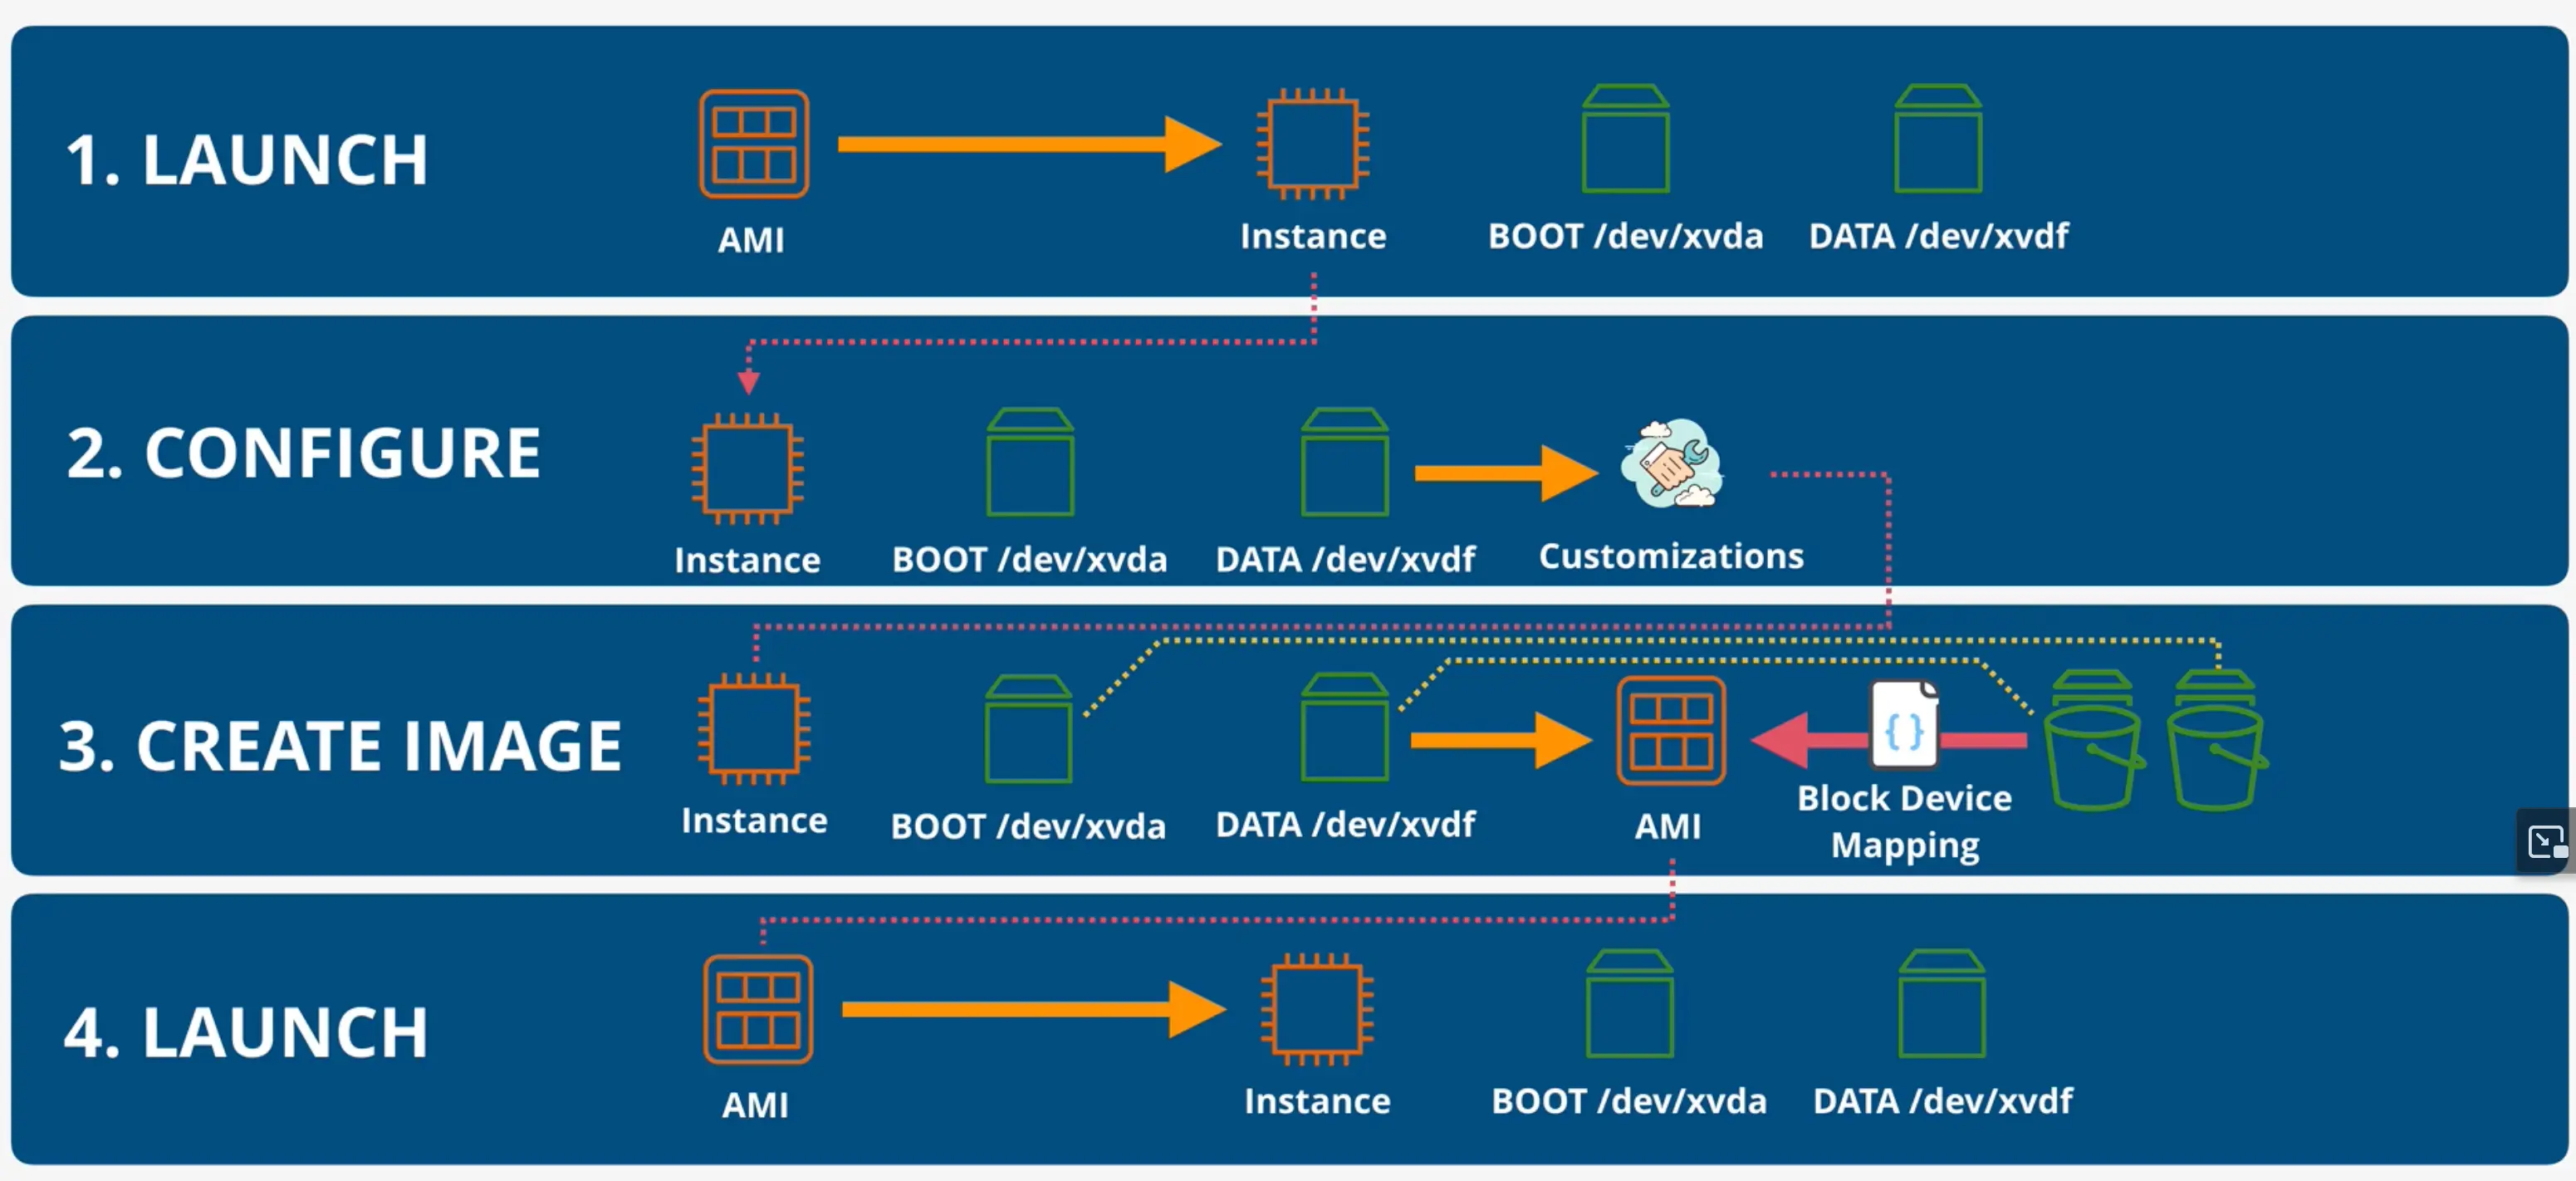 1. LAUNCH
AMI
Instance
BOOT /dev/xvda
DATA /dev/xvdf
2. CONFIGURE
Instance
BOOT /dev/xvda
DATA /dev/xvdf
Customizations
3. CREATE IMAGE
Instance
BOOT /dev/xvda
DATA /dev/xvdf
AMI
{}
Block Device
Mapping
4. LAUNCH
AMI
Instance
BOOT /dev/xvda
DATA /dev/xvdf